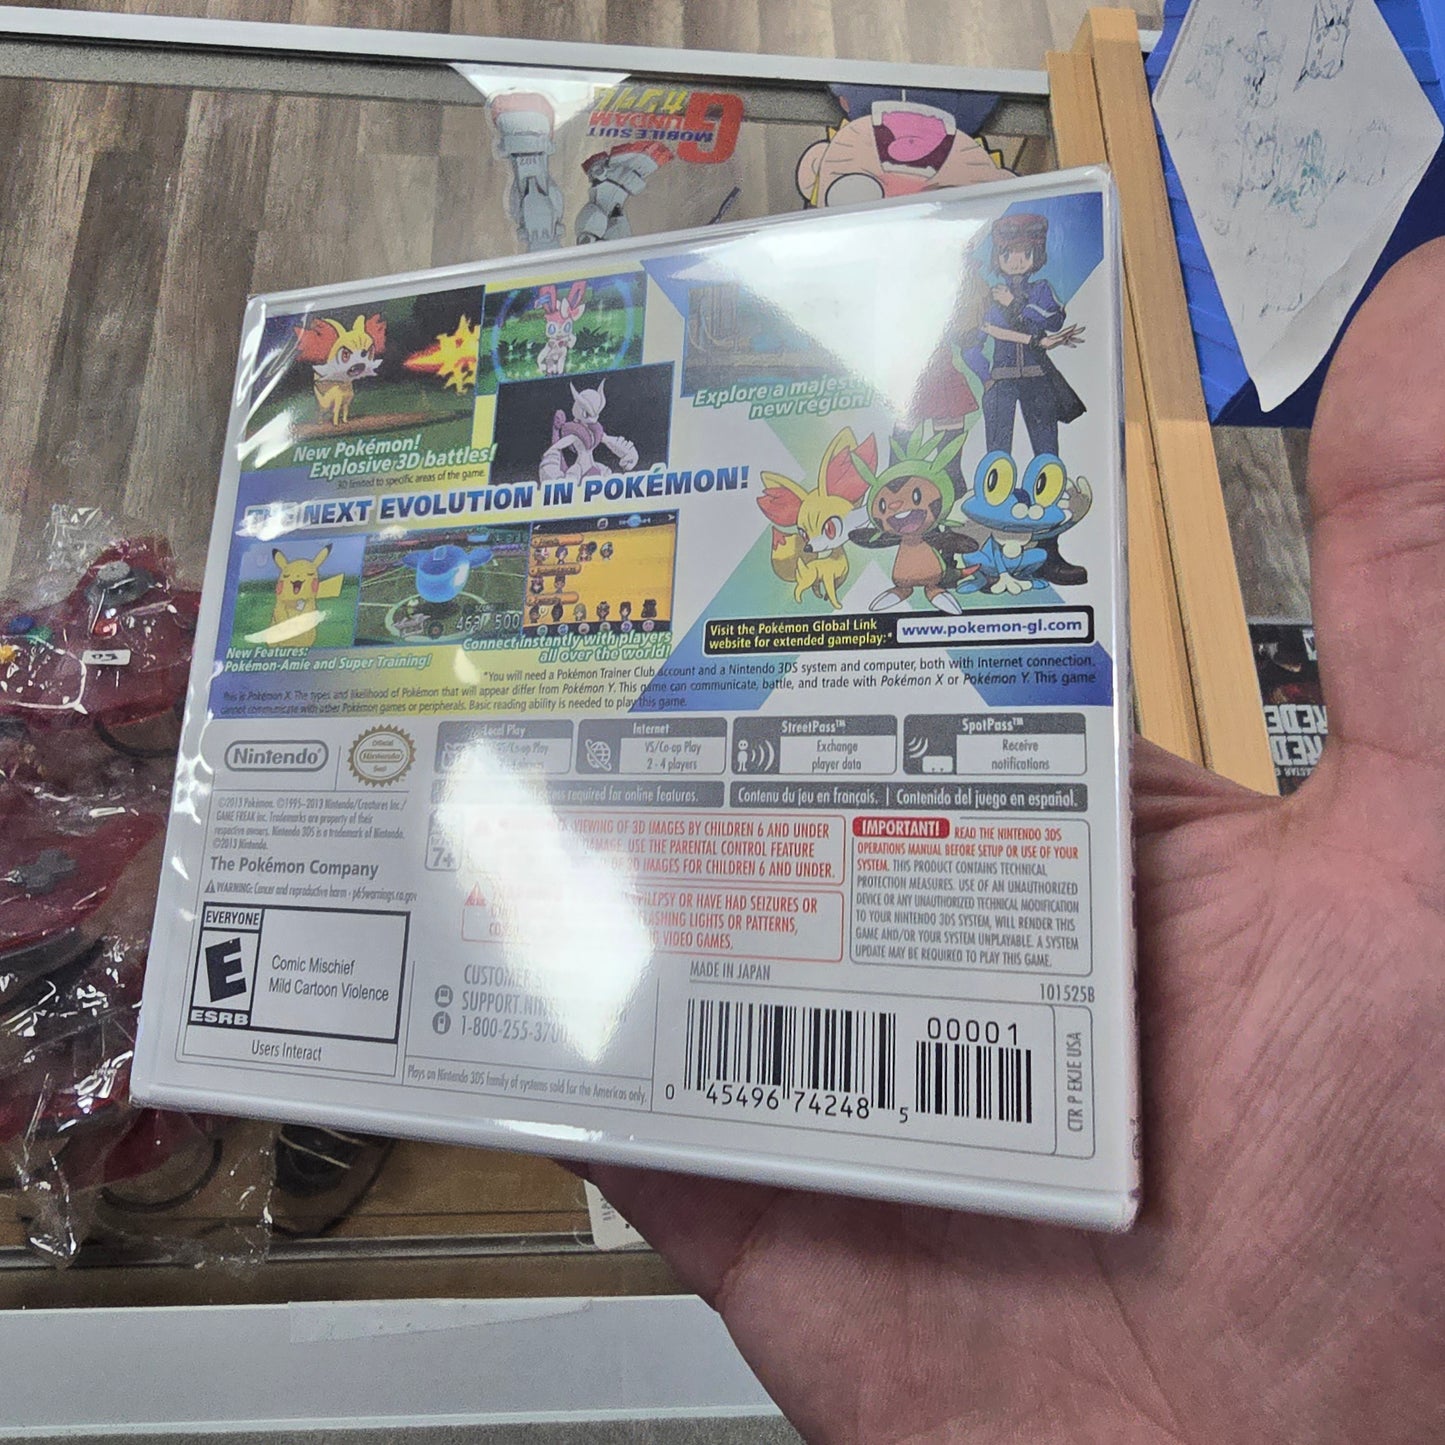 MOBILE SUIT
GUNDAM
G
New Pokémon!
Explosive 3D battles!
3D limited to specific areas of the game.
Explore a majest
new region!
NEXT EVOLUTION IN POKÉMON!
500
New Features:
Pokémon-Amie and Super Training!
Connect instantly with players
all over the world!
Visit the Pokémon Global Link
website for extended gameplay:*
www.pokemon-gl.com
*You will need a Pokémon Trainer Club account and a Nintendo 3DS system and computer, both with Internet connection.
This is Pokémon X. The types and likelihood of Pokémon that will appear differ from Pokémon Y. This game can communicate, battle, and trade with Pokémon X or Pokémon Y. This game
cannot communicate with other Pokémon games or peripherals. Basic reading ability is needed to play this game.
Nintendo®
Official
Nintendo
Seal
Local Play
VS/Co-op Play
players
Internet
VS/Co-op Play
2 - 4 players
StreetPass™
Exchange
player data
SpotPass™
Receive
notifications
access required for online features.
Contenu du jeu en français.
Contenido del juego en español.
©2013 Pokémon. ©1995–2013 Nintendo/Creatures Inc./
GAME FREAK inc. Trademarks are property of their
respective owners. Nintendo 3DS is a trademark of Nintendo.
©2013 Nintendo.
The Pokémon Company
WARNING: Cancer and reproductive harm - p65warnings.ca.gov
7+
VIEWING OF 3D IMAGES BY CHILDREN 6 AND UNDER
DAMAGE. USE THE PARENTAL CONTROL FEATURE
OF 3D IMAGES FOR CHILDREN 6 AND UNDER.
EPILEPSY OR HAVE HAD SEIZURES OR
FLASHING LIGHTS OR PATTERNS,
VIDEO GAMES.
IMPORTANT! READ THE NINTENDO 3DS
OPERATIONS MANUAL BEFORE SETUP OR USE OF YOUR
SYSTEM. THIS PRODUCT CONTAINS TECHNICAL
PROTECTION MEASURES. USE OF AN UNAUTHORIZED
DEVICE OR ANY UNAUTHORIZED TECHNICAL MODIFICATION
TO YOUR NINTENDO 3DS SYSTEM, WILL RENDER THIS
GAME AND/OR YOUR SYSTEM UNPLAYABLE. A SYSTEM
UPDATE MAY BE REQUIRED TO PLAY THIS GAME.
EVERYONE
E
ESRB
Comic Mischief
Mild Cartoon Violence
Users Interact
CUSTOMER S
SUPPORT.NIN
1-800-255-3700
Plays on Nintendo 3DS family of systems sold for the Americas only.
MADE IN JAPAN
101525B
0 45496 74248 5
00001
CTR P EKJE USA